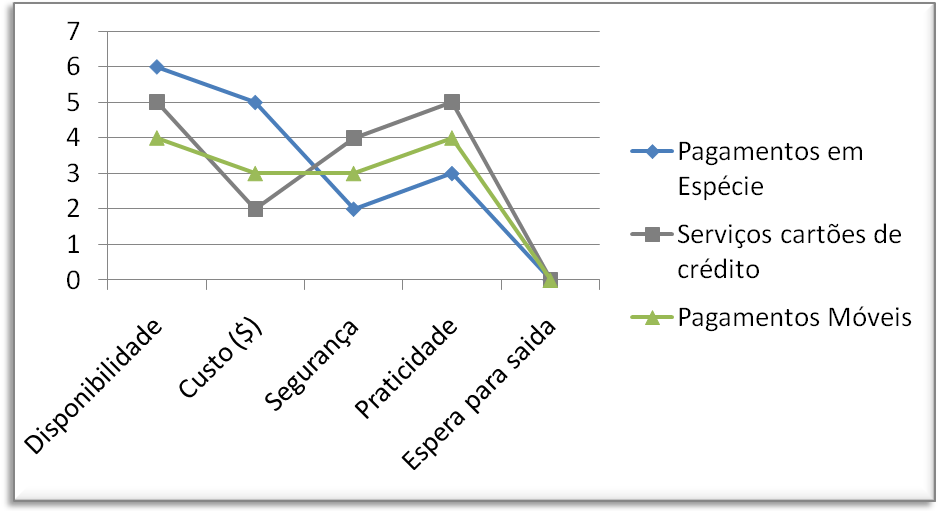 7
6
5
4
3
2
1
0
Disponibilidade
Custo ($)
Segurança
Praticidade
Espera para saida
Pagamentos em
Espécie
Serviços cartões de
crédito
Pagamentos Móveis